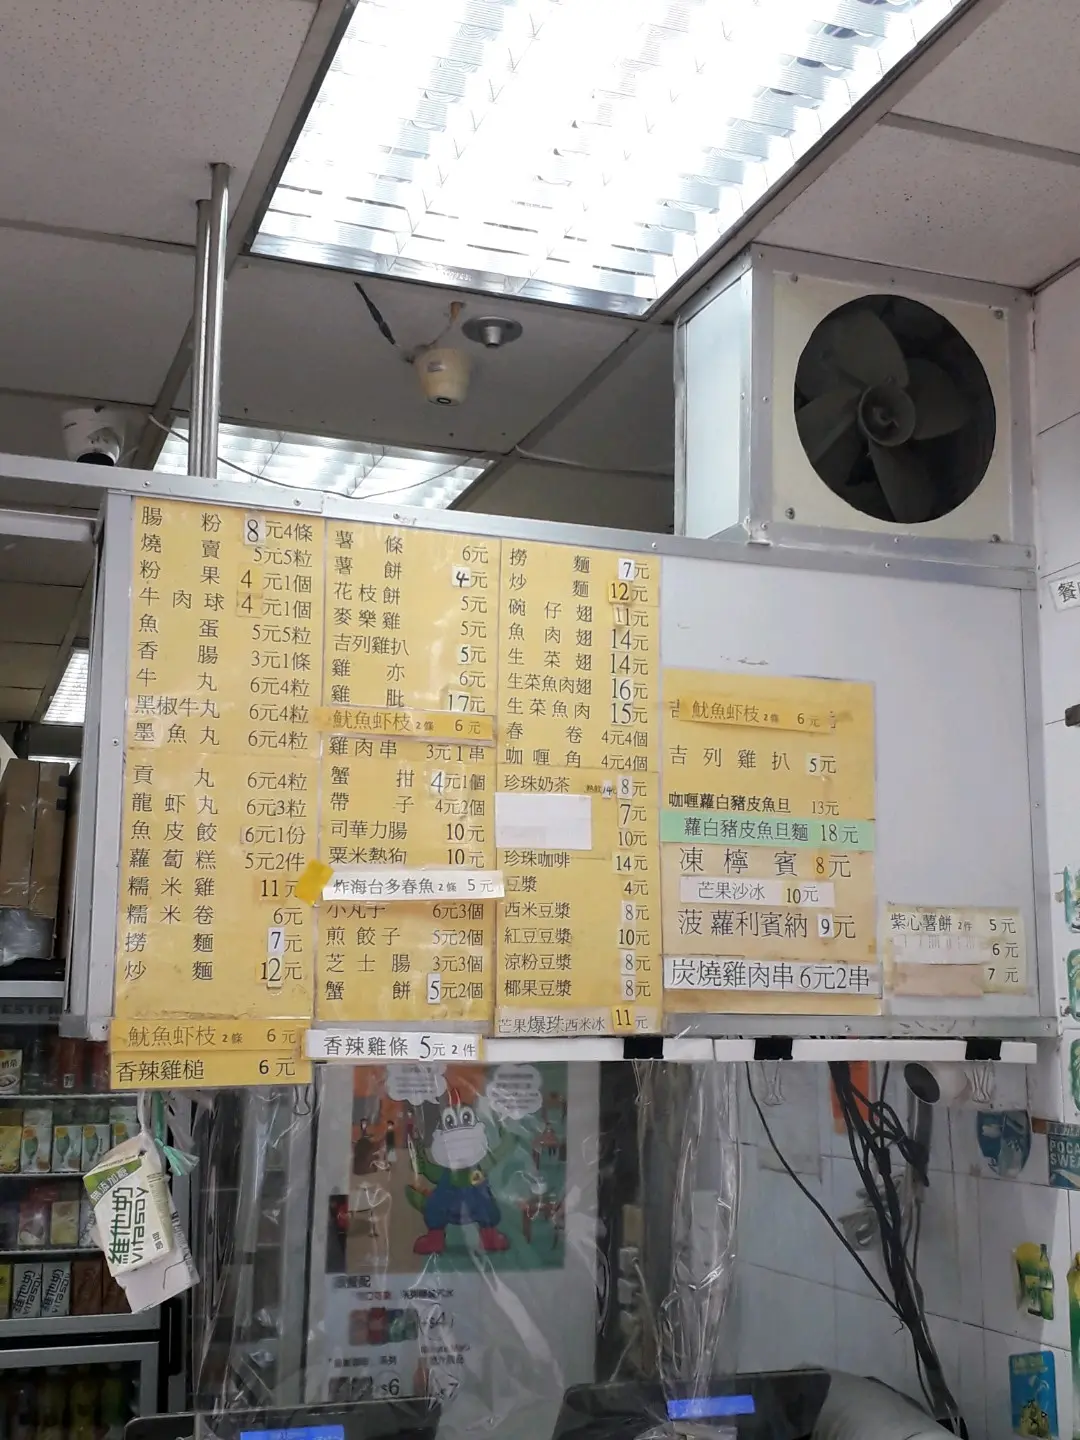 腸粉 8元4條
燒賣 5元5粒
粉果 4元1個
牛肉球 4元1個
魚蛋 5元5粒
香腸 3元1條
牛丸 6元4粒
黑椒牛丸 6元4粒
墨魚丸 6元4粒
貢丸 6元4粒
龍虾丸 6元3粒
魚皮餃 6元1份
蘿蔔糕 5元2件
糯米雞 11元
糯米卷 6元
撈麵 7元
炒麵 12元
魷魚虾枝 2條 6元
香辣雞槌 6元
薯條 6元
薯餅 4元
花枝餅 5元
麥樂雞 5元
吉列雞扒 5元
雞亦 6元
雞肶 17元
魷魚虾枝 2條 6元
雞肉串 3元1串
蟹拑 4元1個
帶子 4元2個
司華力腸 10元
粟米熱狗 10元
炸海台多春魚 2條 5元
小丸子 6元3個
煎餃子 5元2個
芝士腸 3元3個
蟹餅 5元2個
香辣雞條 5元2件
撈麵 7元
炒麵 12元
碗仔翅 11元
魚肉翅 14元
生菜翅 14元
生菜魚肉翅 16元
生菜魚肉 15元
春卷 4元4個
咖喱角 4元4個
珍珠奶茶 8元
7元
10元
珍珠咖啡 14元
豆漿 4元
西米豆漿 8元
紅豆豆漿 10元
涼粉豆漿 8元
椰果豆漿 8元
芒果爆珠西米冰 11元
魷魚虾枝 2條 6元
吉列雞扒 5元
咖喱蘿白豬皮魚旦 13元
蘿白豬皮魚旦麵 18元
凍檸賓 8元
芒果沙冰 10元
菠蘿利賓納 9元
炭燒雞肉串6元2串
紫心薯餅 2件 5元
6元
7元
餐
維他奶
VITASOY
POCA
SWEA
$6
$7